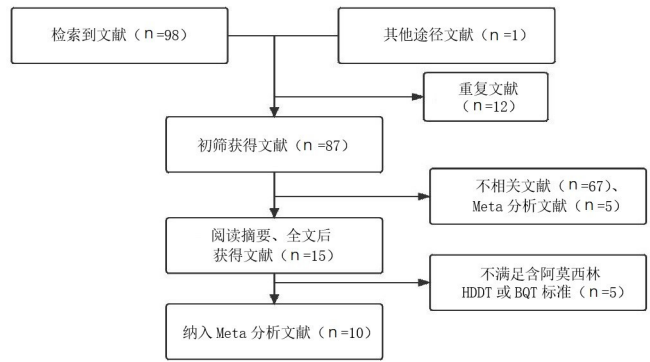 检索到文献（n=98）
其他途径文献（n=1）
重复文献
（n=12）
初筛获得文献（n=87）
不相关文献（n=67）、
Meta 分析文献（n=5）
阅读摘要、全文后
获得文献（n=15）
不满足含阿莫西林
HDDT 或 BQT 标准（n=5）
纳入 Meta 分析文献（n=10）